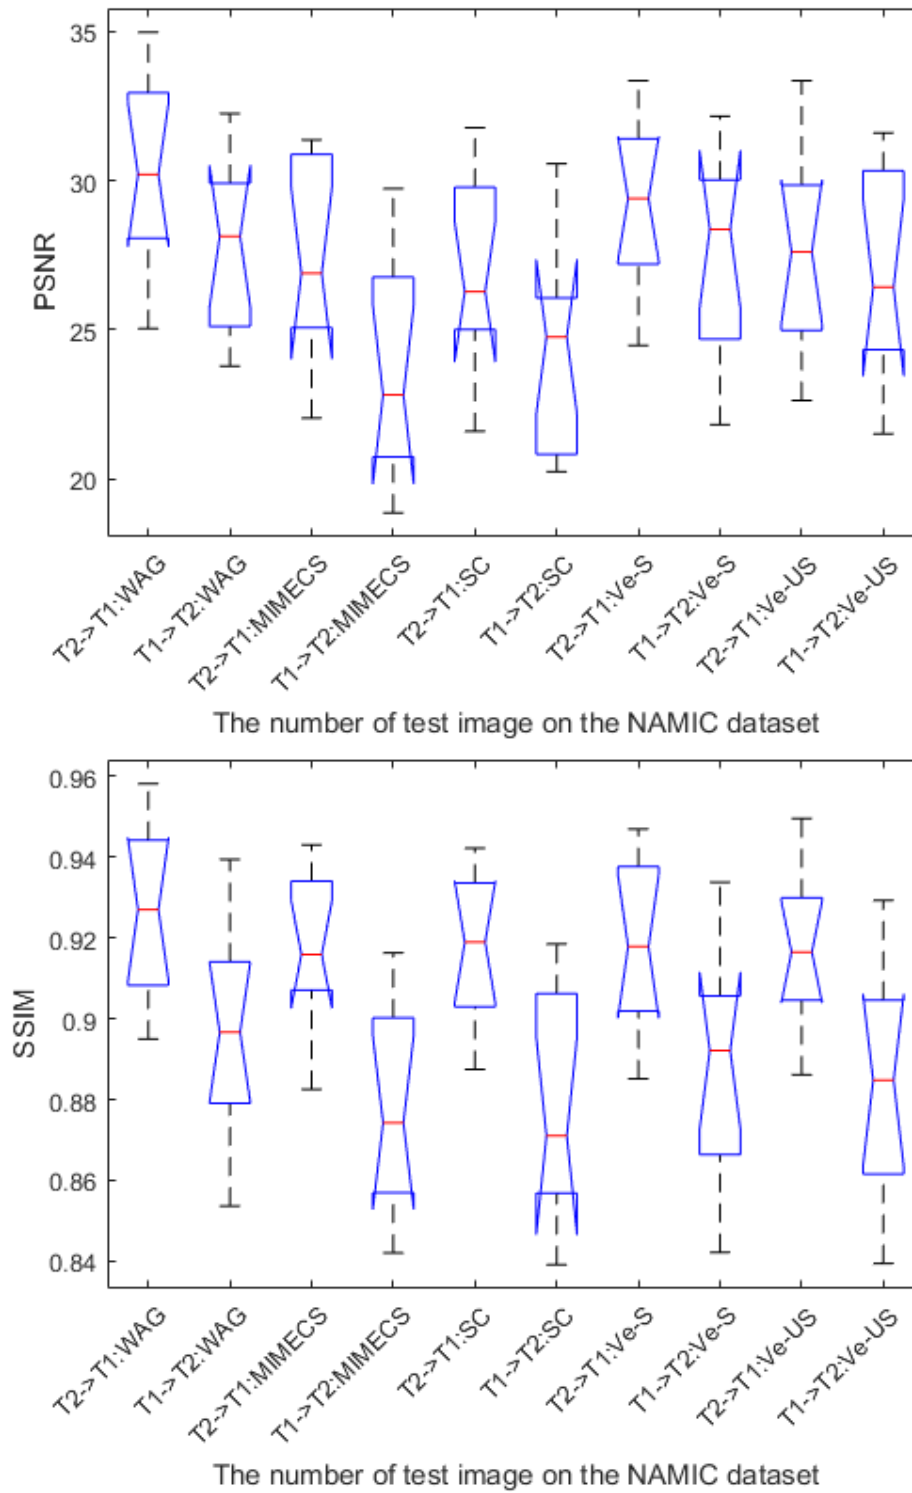 35
30
25
20
PSNR
T2->T1:WAG
T1->T2:WAG
T2->T1:MIMECS
T1->T2:MIMECS
T2->T1:SC
T1->T2:SC
T2->T1:Ve-S
T1->T2:Ve-S
T2->T1:Ve-US
T1->T2:Ve-US
The number of test image on the NAMIC dataset
0.96
0.94
0.92
0.9
0.88
0.86
0.84
SSIM
T2->T1:WAG
T1->T2:WAG
T2->T1:MIMECS
T1->T2:MIMECS
T2->T1:SC
T1->T2:SC
T2->T1:Ve-S
T1->T2:Ve-S
T2->T1:Ve-US
T1->T2:Ve-US
The number of test image on the NAMIC dataset